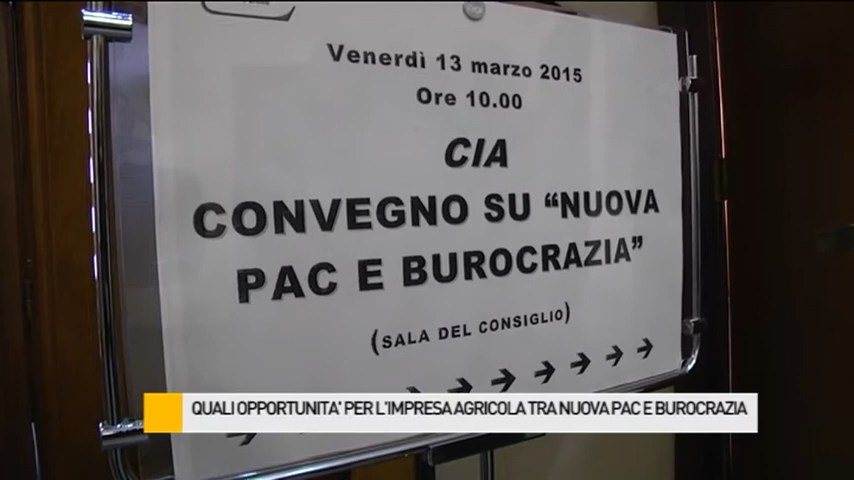 Venerdì 13 marzo 2015
Ore 10.00
CIA
CONVEGNO SU “NUOVA
PAC E BUROCRAZIA”
(SALA DEL CONSIGLIO)
QUALI OPPORTUNITA' PER L'IMPRESA AGRICOLA TRA NUOVA PAC E BUROCRAZIA